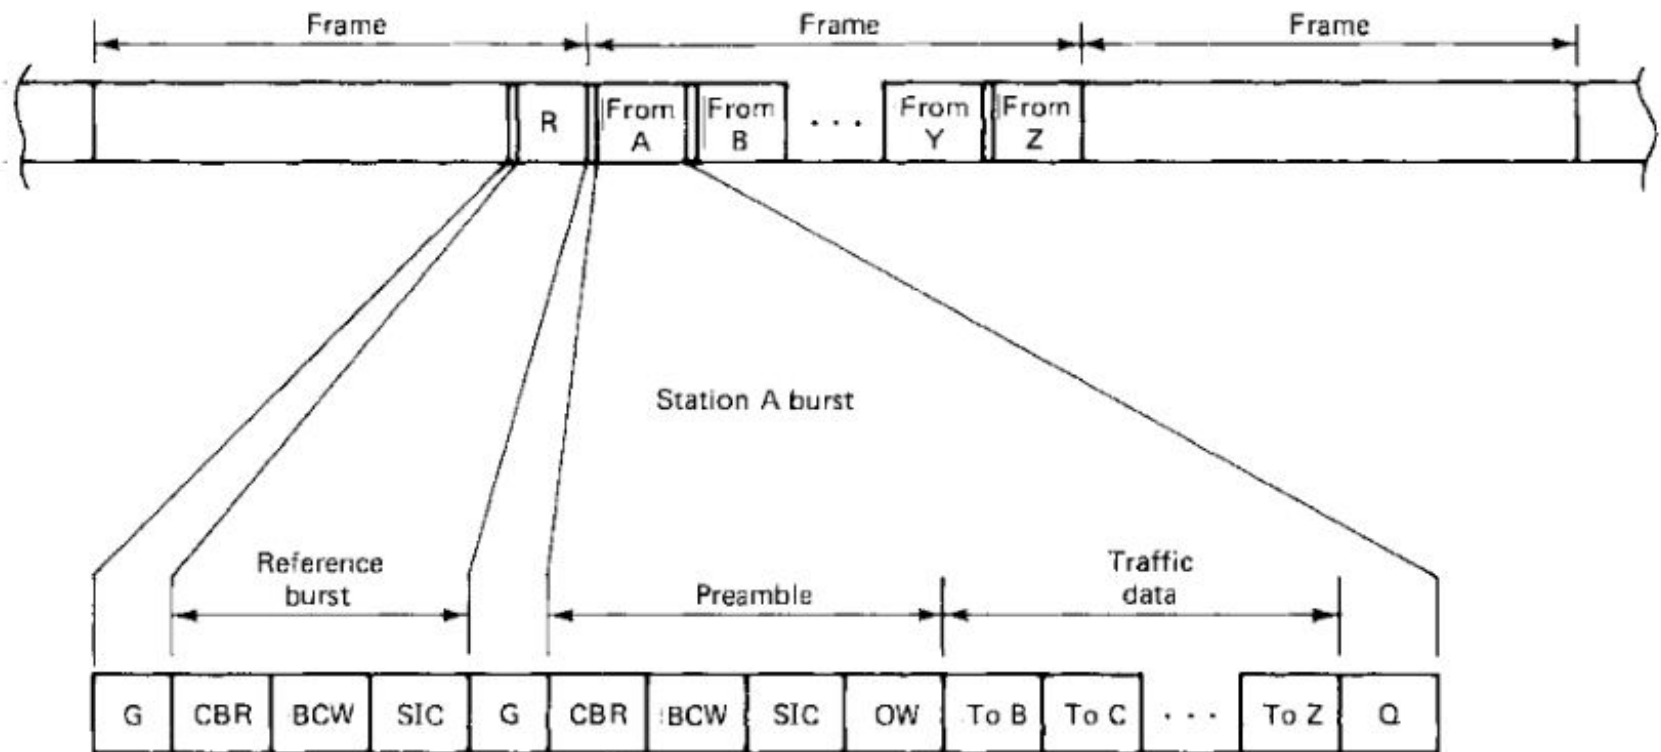 Frame Frame Frame
R From A From B . . . From Y From Z
Station A burst
Reference burst Preamble Traffic data
G CBR BCW SIC G CBR BCW SIC OW To B To C . . . To Z Q